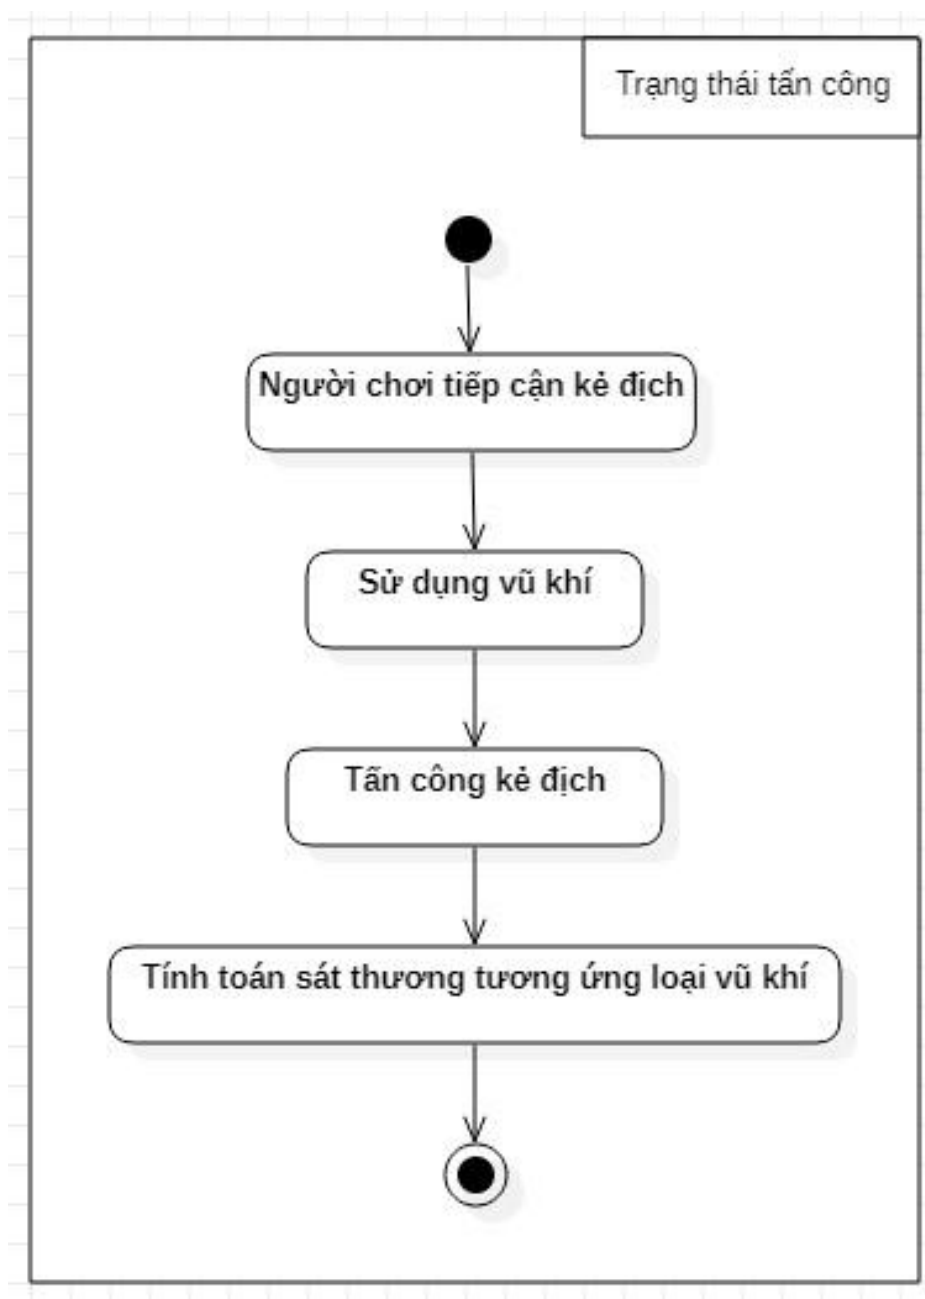 Trạng thái tấn công
Người chơi tiếp cận kẻ địch
Sử dụng vũ khí
Tấn công kẻ địch
Tính toán sát thương tương ứng loại vũ khí